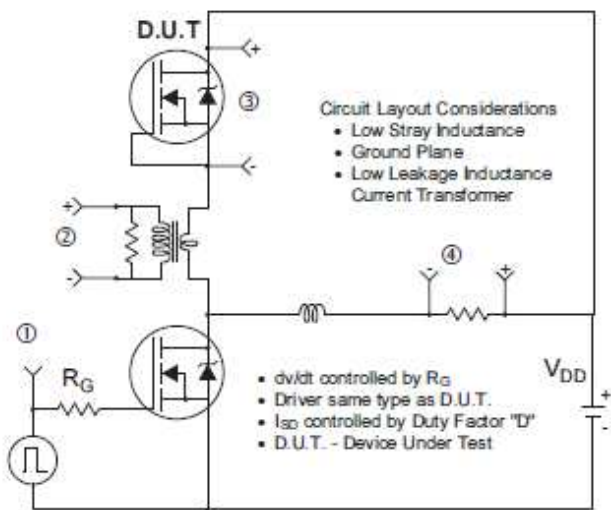 D.U.T
+
③
-
Circuit Layout Considerations
• Low Stray Inductance
• Ground Plane
• Low Leakage Inductance
Current Transformer
+
②
-
④
-
+
①
RG
VDD
+
-
• dv/dt controlled by RG
• Driver same type as D.U.T.
• ISD controlled by Duty Factor "D"
• D.U.T. - Device Under Test